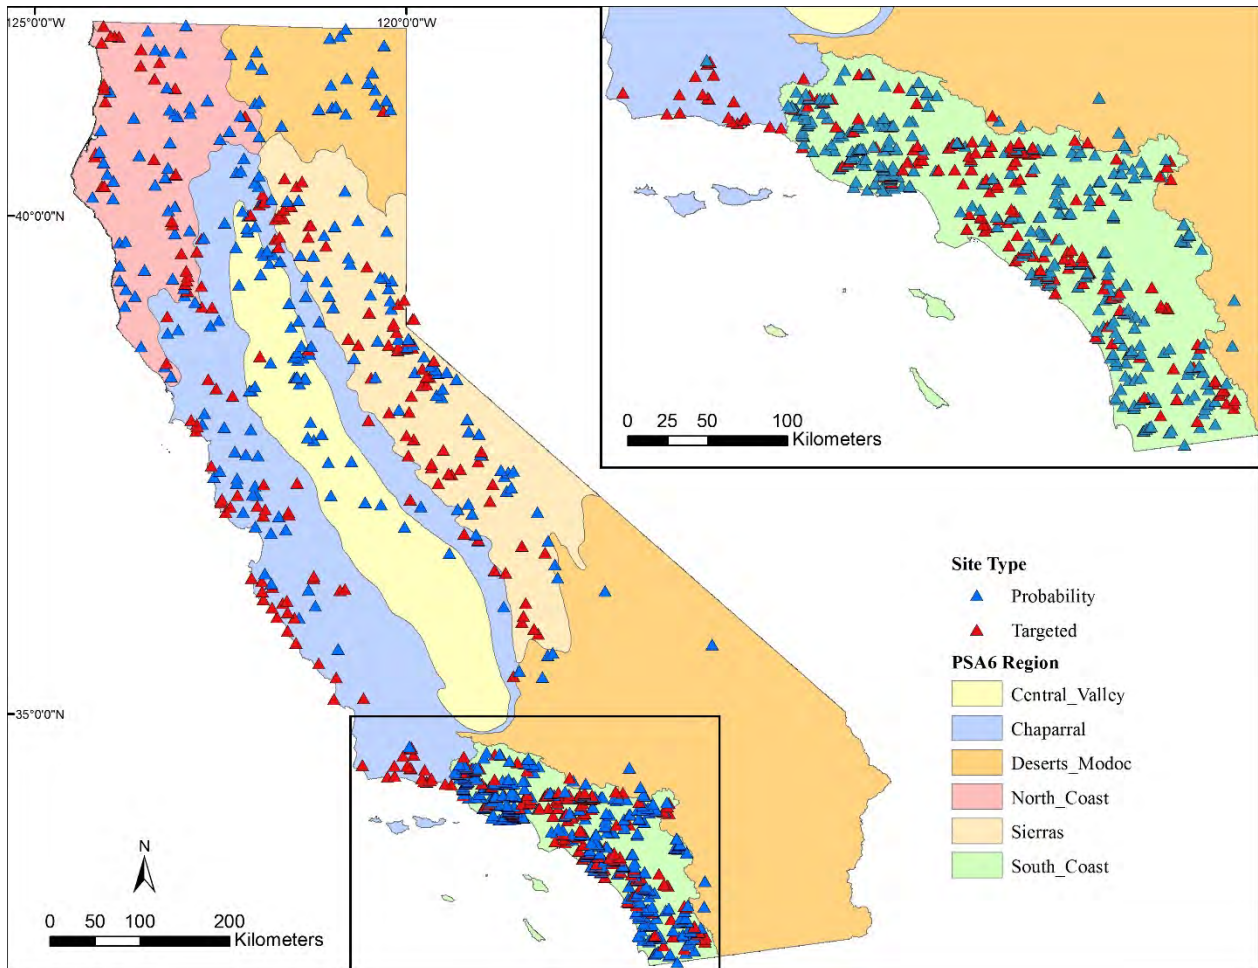 125°0'0"W
120°0'0"W
40°0'0"N
35°0'0"N
0 50 100 200
Kilometers
N
0 25 50 100
Kilometers
Site Type
Probability
Targeted
PSA6 Region
Central_Valley
Chaparral
Deserts_Modoc
North_Coast
Sierras
South_Coast